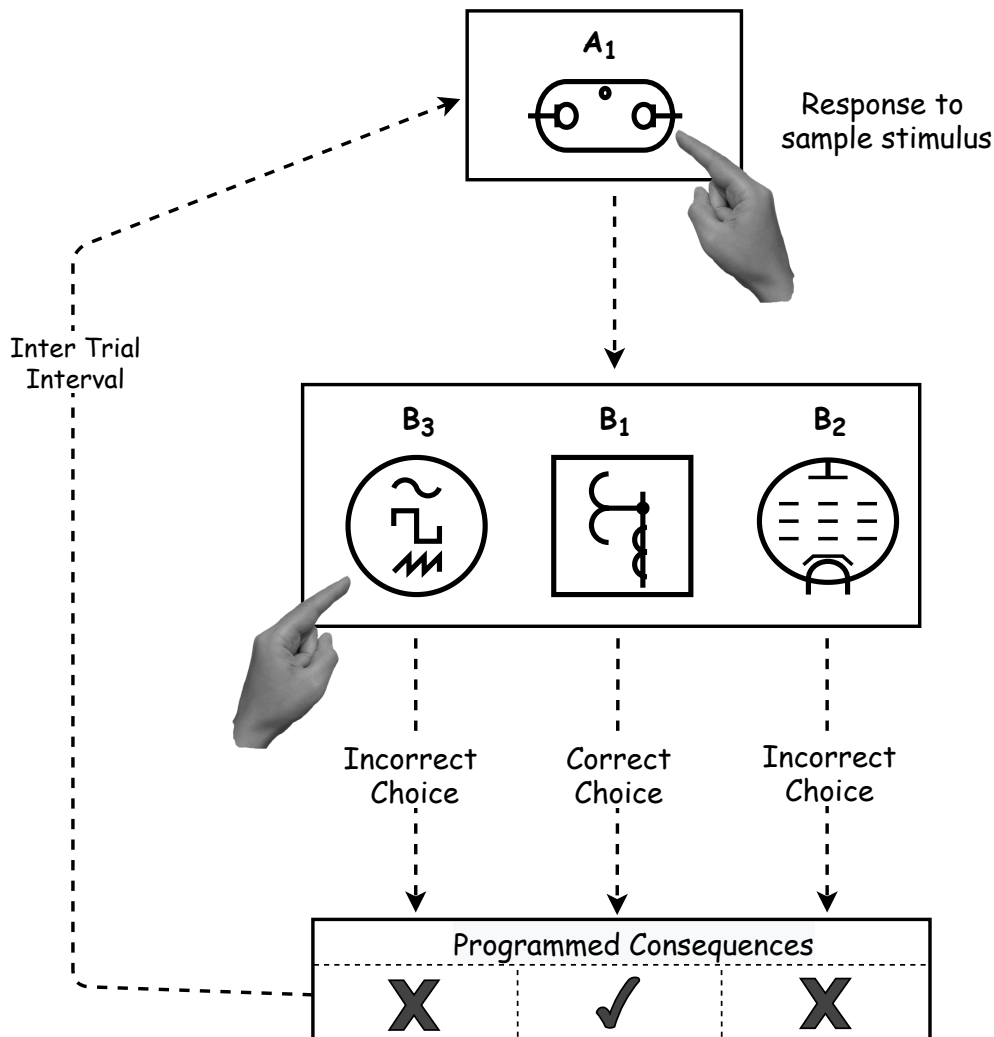 A1
Response to
sample stimulus
Inter Trial
Interval
B3 B1 B2
Incorrect
Choice
Correct
Choice
Incorrect
Choice
Programmed Consequences